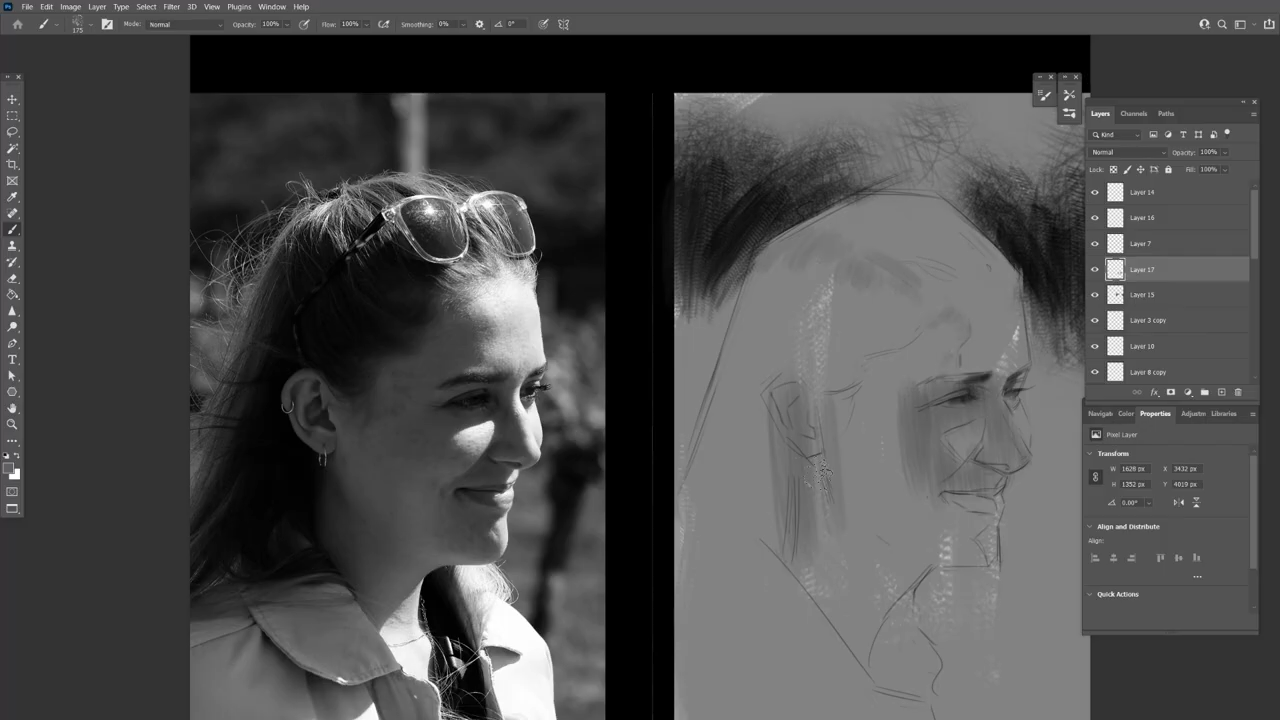 File Edit Image Layer Type Select Filter 3D View Plugins Window Help
175 Mode: Normal Opacity: 100% Flow: 100% Smoothing: 0% 0°
Layers Channels Paths
Kind
Normal Opacity: 100%
Lock: Fill: 100%
Layer 14
Layer 16
Layer 7
Layer 17
Layer 15
Layer 3 copy
Layer 10
Layer 8 copy
fx
Navigat Color Properties Adjustm Libraries
Pixel Layer
Transform
W 1628 px X 3432 px
H 1352 px Y 4019 px
0.00°
Align and Distribute
Align:
Quick Actions